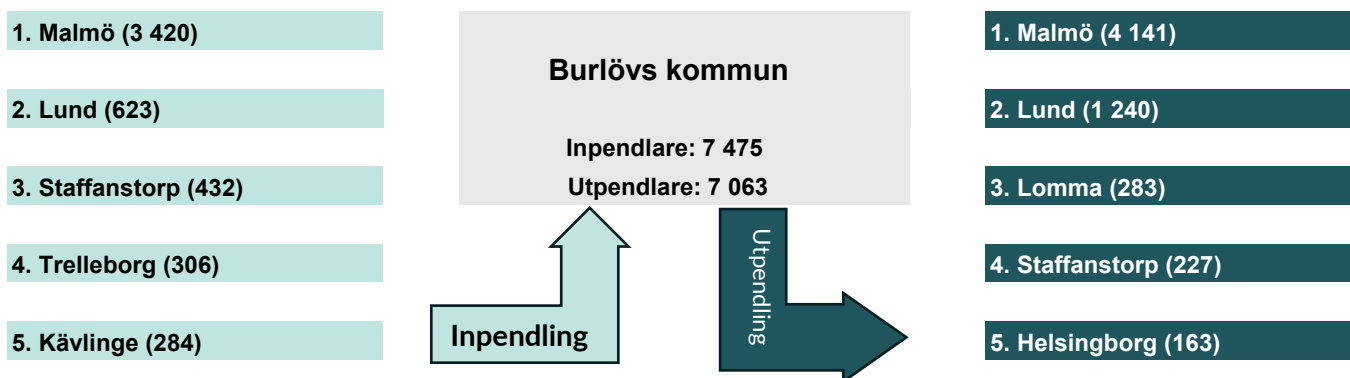 1. Malmö (3 420)
2. Lund (623)
3. Staffanstorp (432)
4. Trelleborg (306)
5. Kävlinge (284)
Burlövs kommun
Inpendlare: 7 475
Utpendlare: 7 063
Inpendling
Utpendling
1. Malmö (4 141)
2. Lund (1 240)
3. Lomma (283)
4. Staffanstorp (227)
5. Helsingborg (163)